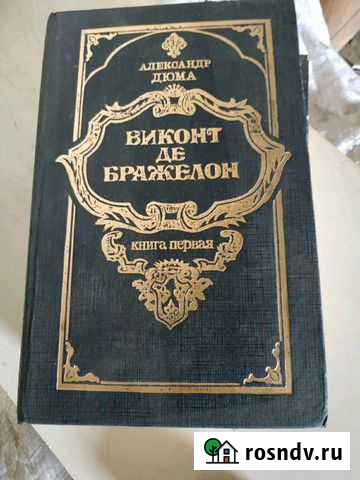 АЛЕКСАНДР
ДЮМА
ВИКОНТ
ДЕ
БРАЖЕЛОН
книга первая
rosndv.ru